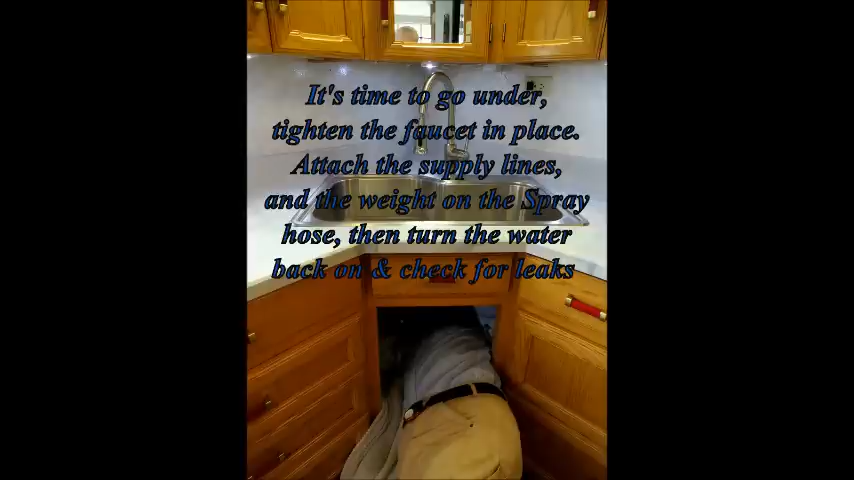 It's time to go under,
tighten the faucet in place.
Attach the supply lines,
and the weight on the Spray
hose, then turn the water
back on & check for leaks